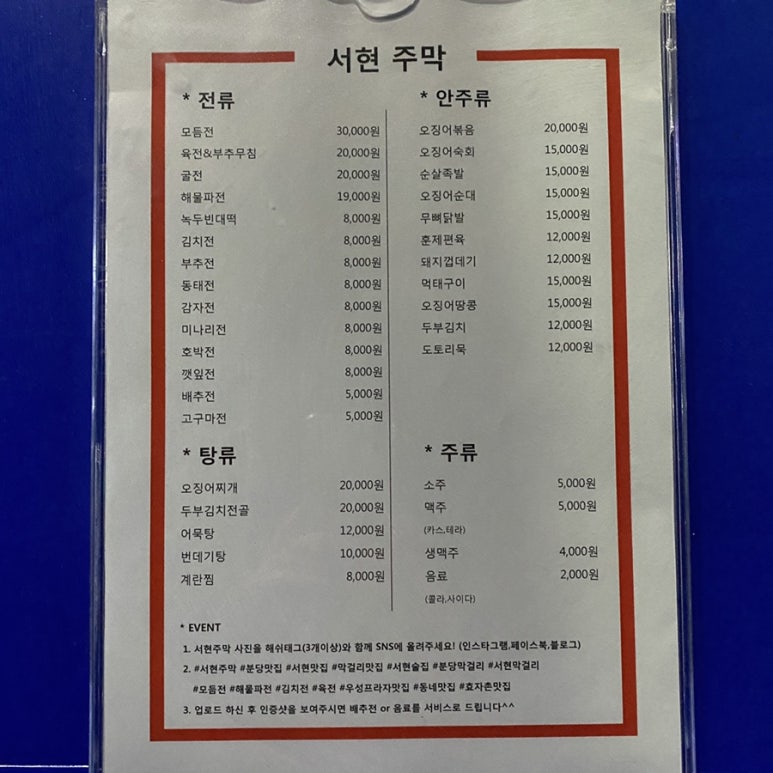 서현 주막
* 전류
모듬전 30,000원
육전&부추무침 20,000원
굴전 20,000원
해물파전 19,000원
녹두빈대떡 8,000원
김치전 8,000원
부추전 8,000원
동태전 8,000원
감자전 8,000원
미나리전 8,000원
호박전 8,000원
깻잎전 8,000원
배추전 5,000원
고구마전 5,000원
* 안주류
오징어볶음 20,000원
오징어숙회 15,000원
순살족발 15,000원
오징어순대 15,000원
무뼈닭발 15,000원
훈제편육 12,000원
돼지껍데기 12,000원
먹태구이 15,000원
오징어땅콩 15,000원
두부김치 12,000원
도토리묵 12,000원
* 탕류
오징어찌개 20,000원
두부김치전골 20,000원
어묵탕 12,000원
번데기탕 10,000원
계란찜 8,000원
* 주류
소주 5,000원
맥주 5,000원
(카스,테라)
생맥주 4,000원
음료 2,000원
(콜라,사이다)
* EVENT
1. 서현주막 사진을 해쉬태그(3개이상)와 함께 SNS에 올려주세요! (인스타그램,페이스북,블로그)
2. #서현주막 #분당맛집 #서현맛집 #막걸리맛집 #서현술집 #분당막걸리 #서현막걸리
#모듬전 #해물파전 #김치전 #육전 #우성프라자맛집 #동네맛집 #효자촌맛집
3. 업로드 하신 후 인증샷을 보여주시면 배추전 or 음료를 서비스로 드립니다^^